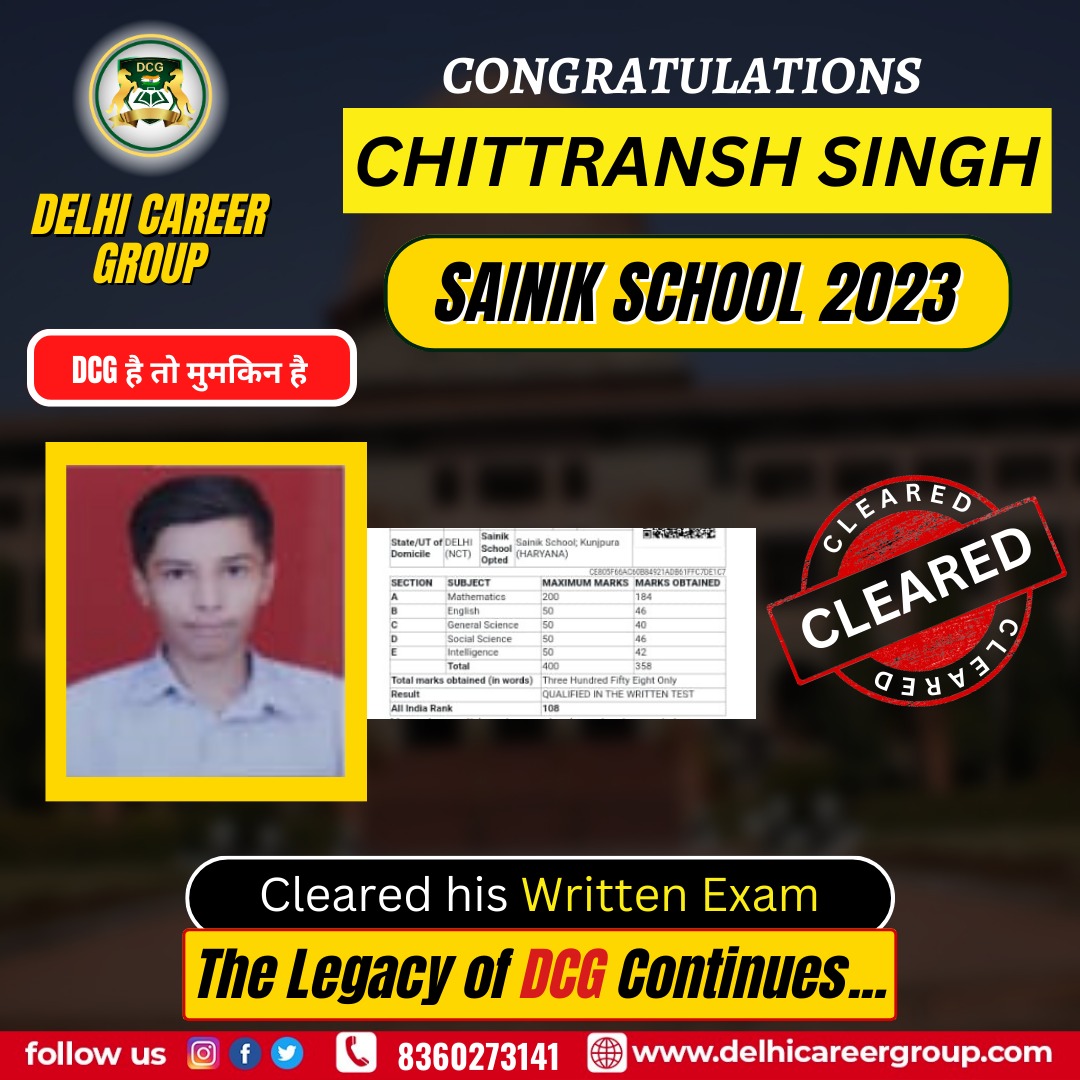 DCG
DELHI CAREER
GROUP
CONGRATULATIONS
CHITTRANSH SINGH
SAINIK SCHOOL 2023
DCG है तो मुमकिन है
State/UT of Domicile DELHI (NCT) Sainik School Opted Sainik School; Kunjpura (HARYANA)
CE805F66AC60B84921ADB61FFC7DE1C7
SECTION SUBJECT MAXIMUM MARKS MARKS OBTAINED
A Mathematics 200 184
B English 50 46
C General Science 50 40
D Social Science 50 46
E Intelligence 50 42
Total 400 358
Total marks obtained (in words) Three Hundred Fifty Eight Only
Result QUALIFIED IN THE WRITTEN TEST
All India Rank 108
CLEARED
CLEARED
CLEARED
Cleared his Written Exam
The Legacy of DCG Continues...
follow us 8360273141 www.delhicareergroup.com